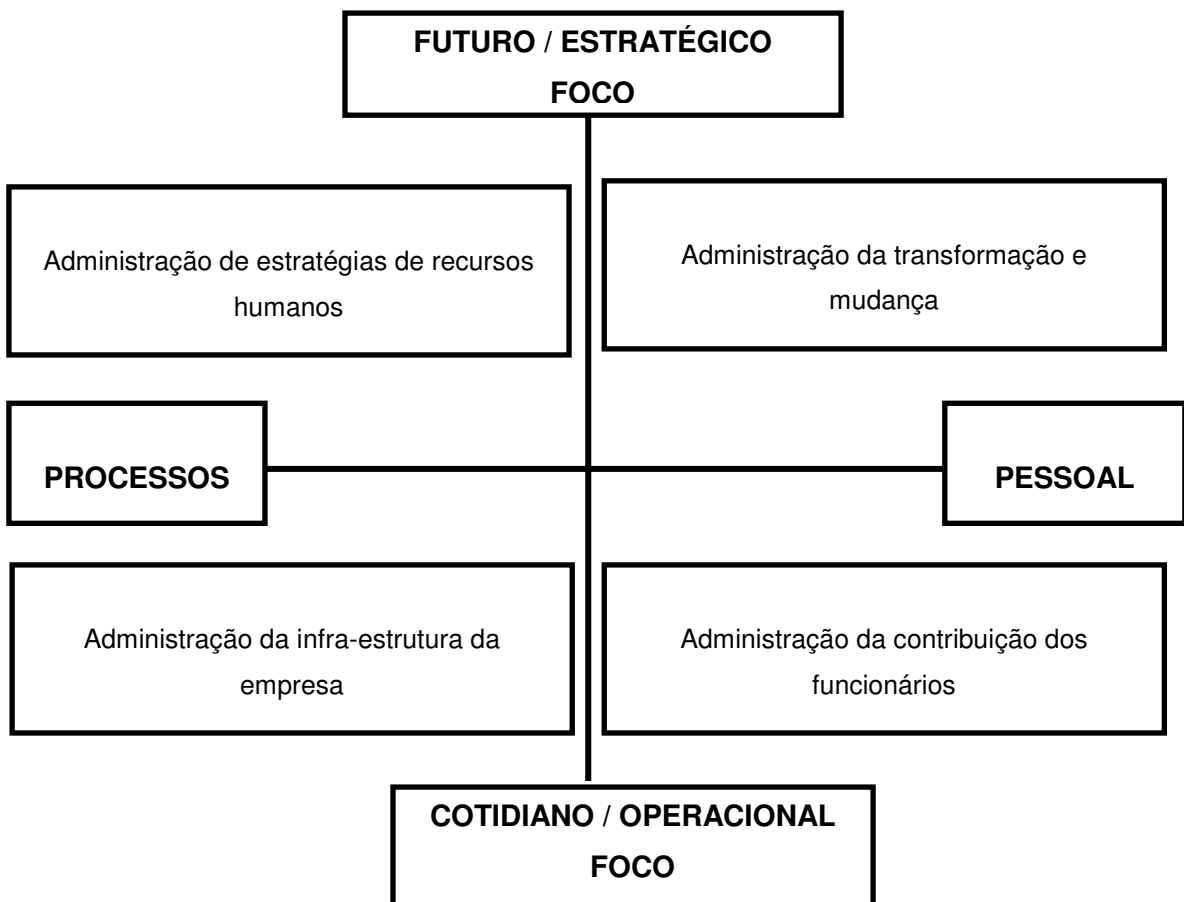 FUTURO / ESTRATÉGICO
FOCO
Administração de estratégias de recursos
humanos
Administração da transformação e
mudança
PROCESSOS
PESSOAL
Administração da infra-estrutura da
empresa
Administração da contribuição dos
funcionários
COTIDIANO / OPERACIONAL
FOCO